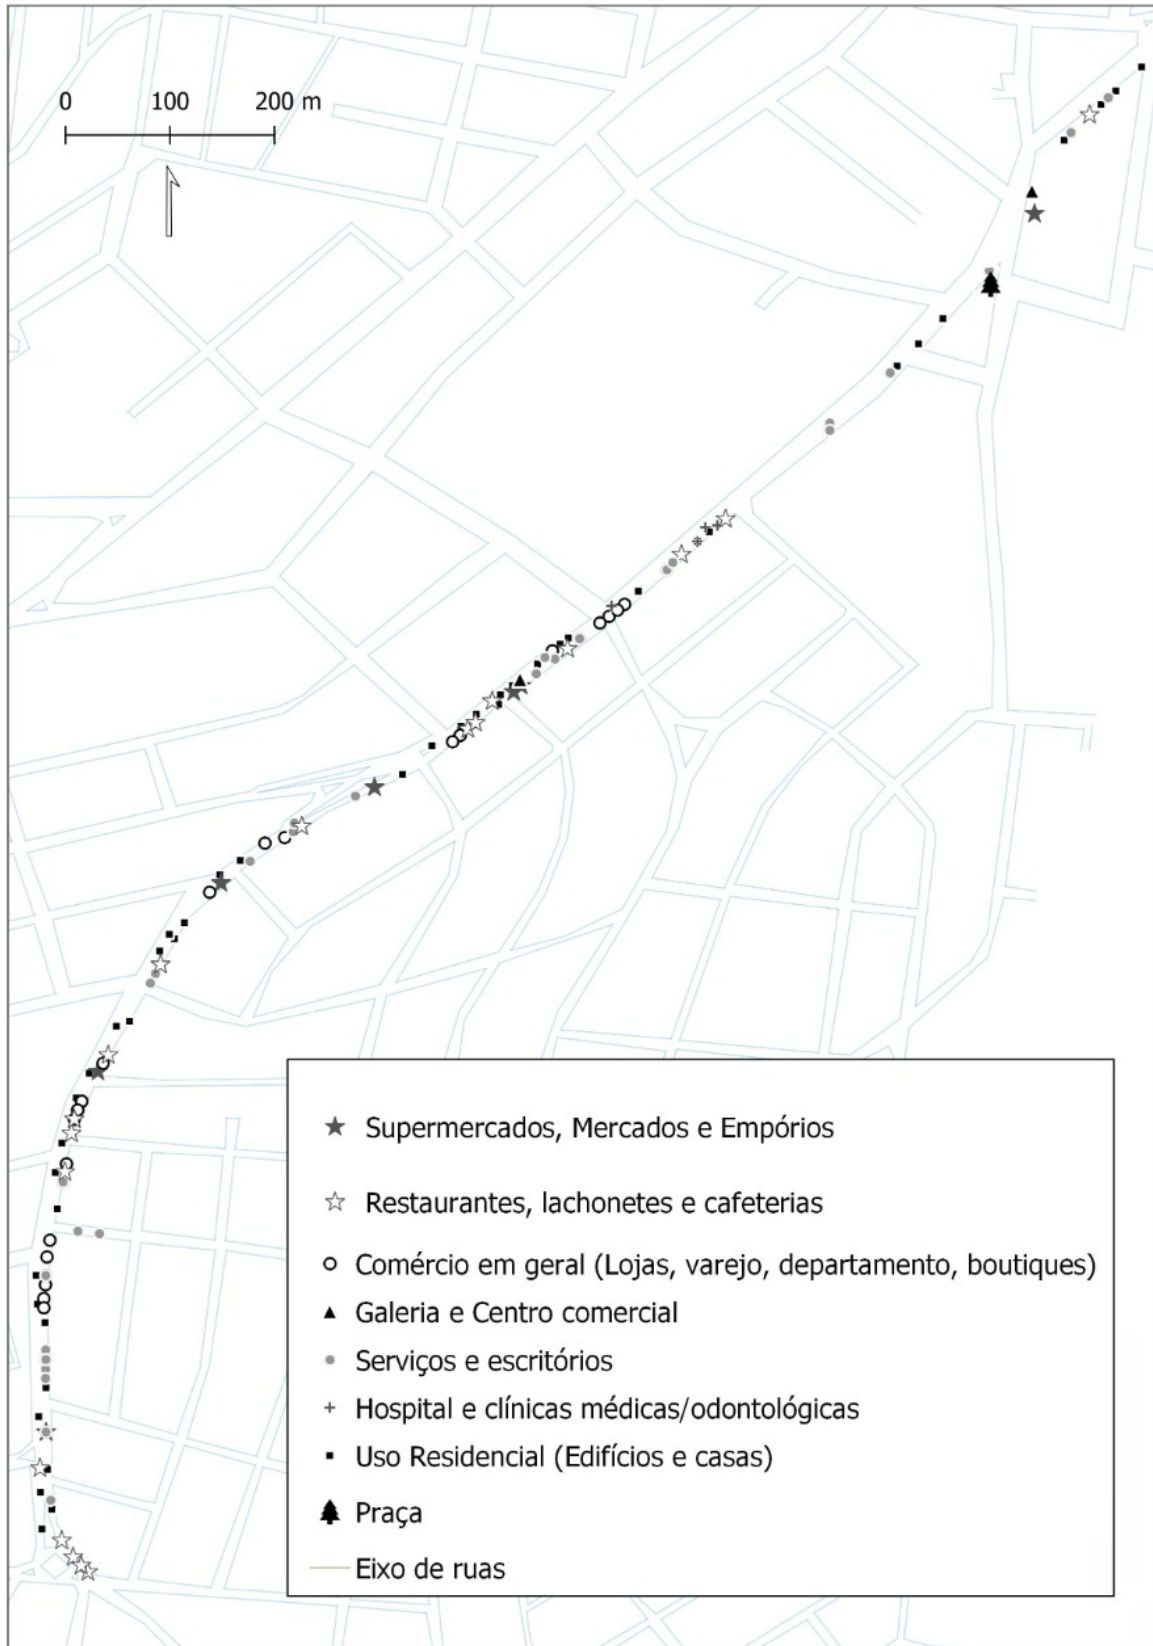 0 100 200 m
Supermercados, Mercados e Empórios
Restaurantes, lachonetes e cafeterias
Comércio em geral (Lojas, varejo, departamento, boutiques)
Galeria e Centro comercial
Serviços e escritórios
Hospital e clínicas médicas/odontológicas
Uso Residencial (Edifícios e casas)
Praça
Eixo de ruas